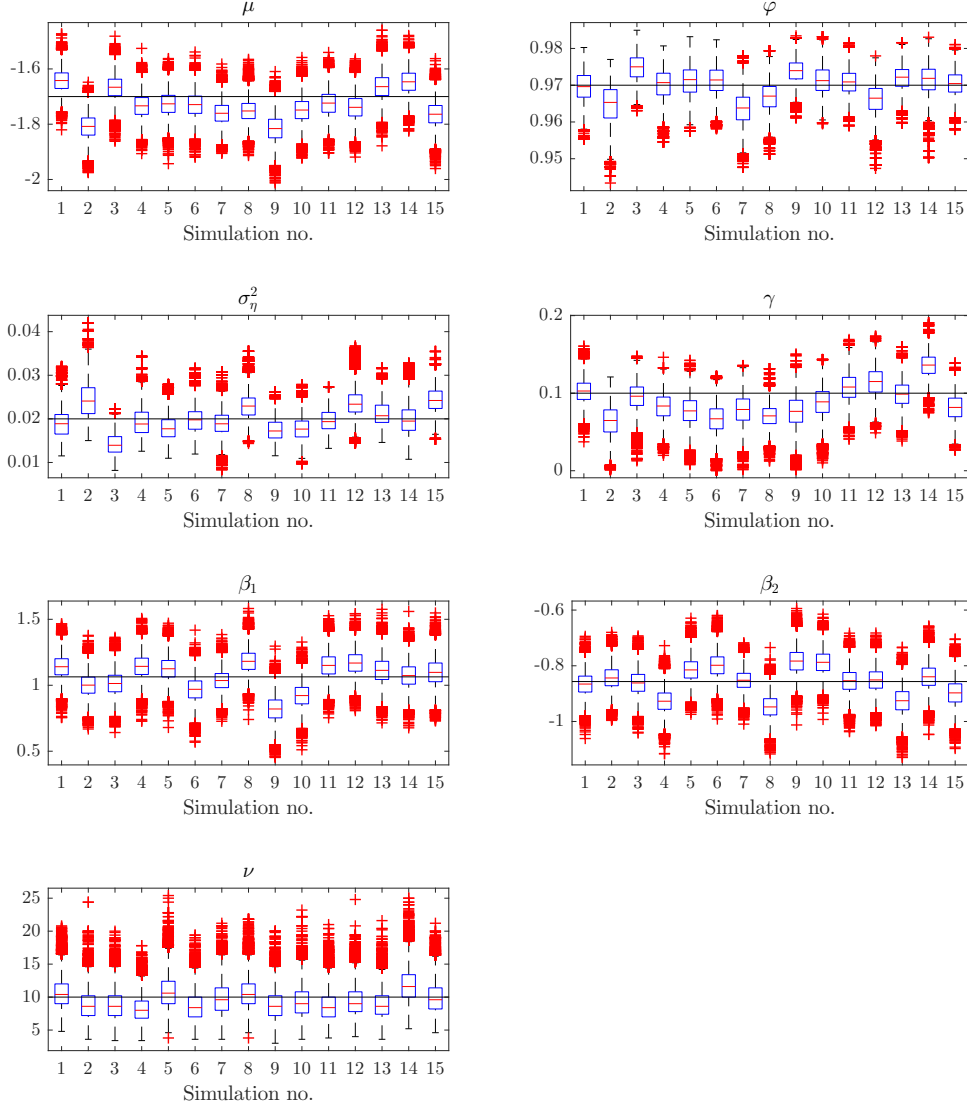 μ
-1.6
-1.8
-2
1 2 3 4 5 6 7 8 9 10 11 12 13 14 15
Simulation no.
φ
0.98
0.97
0.96
0.95
1 2 3 4 5 6 7 8 9 10 11 12 13 14 15
Simulation no.
σ²η
0.04
0.03
0.02
0.01
1 2 3 4 5 6 7 8 9 10 11 12 13 14 15
Simulation no.
γ
0.2
0.1
0
1 2 3 4 5 6 7 8 9 10 11 12 13 14 15
Simulation no.
β₁
1.5
1
0.5
1 2 3 4 5 6 7 8 9 10 11 12 13 14 15
Simulation no.
β₂
-0.6
-0.8
-1
1 2 3 4 5 6 7 8 9 10 11 12 13 14 15
Simulation no.
ν
25
20
15
10
5
1 2 3 4 5 6 7 8 9 10 11 12 13 14 15
Simulation no.